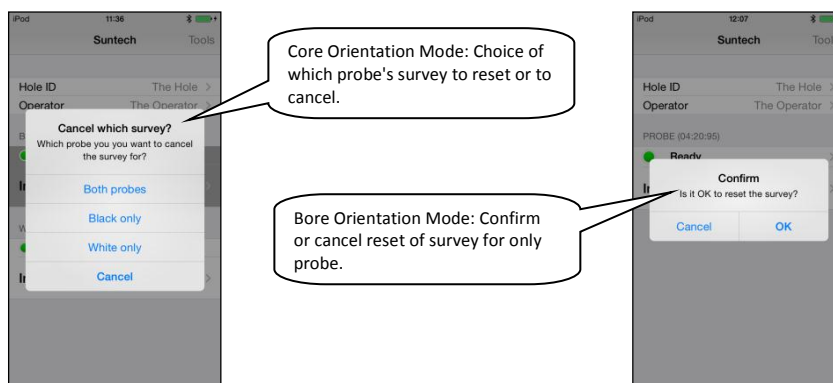 iPod 11:36
Suntech Tools
Hole ID The Hole >
Operator The Operator >
Cancel which survey?
Which probe you you want to cancel
the survey for?
Both probes
Black only
White only
Cancel
Core Orientation Mode: Choice of
which probe's survey to reset or to
cancel.
Bore Orientation Mode: Confirm
or cancel reset of survey for only
probe.
iPod 12:07
Suntech
Hole ID The Hole
Operator The Operator
PROBE (04:20:95)
Ready
Confirm
Is it OK to reset the survey?
Cancel OK